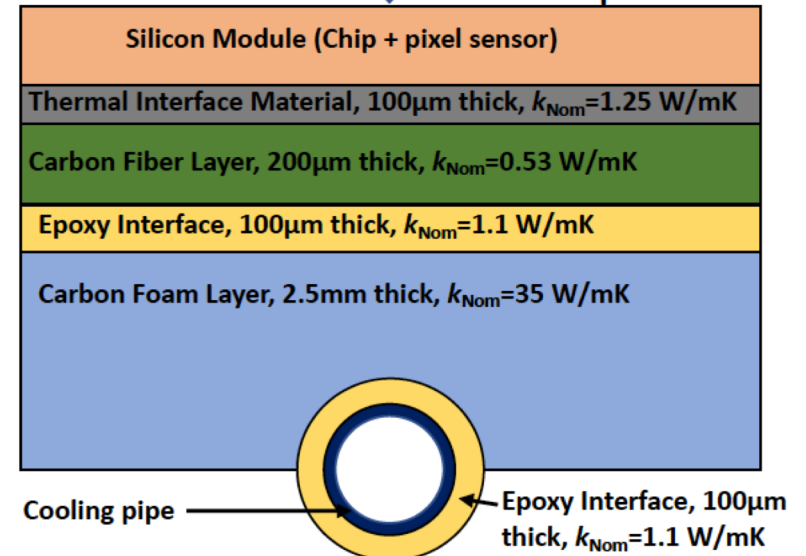 Silicon Module (Chip + pixel sensor)
Thermal Interface Material, 100μm thick, kNom=1.25 W/mK
Carbon Fiber Layer, 200μm thick, kNom=0.53 W/mK
Epoxy Interface, 100μm thick, kNom=1.1 W/mK
Carbon Foam Layer, 2.5mm thick, kNom=35 W/mK
Cooling pipe
Epoxy Interface, 100μm
thick, kNom=1.1 W/mK